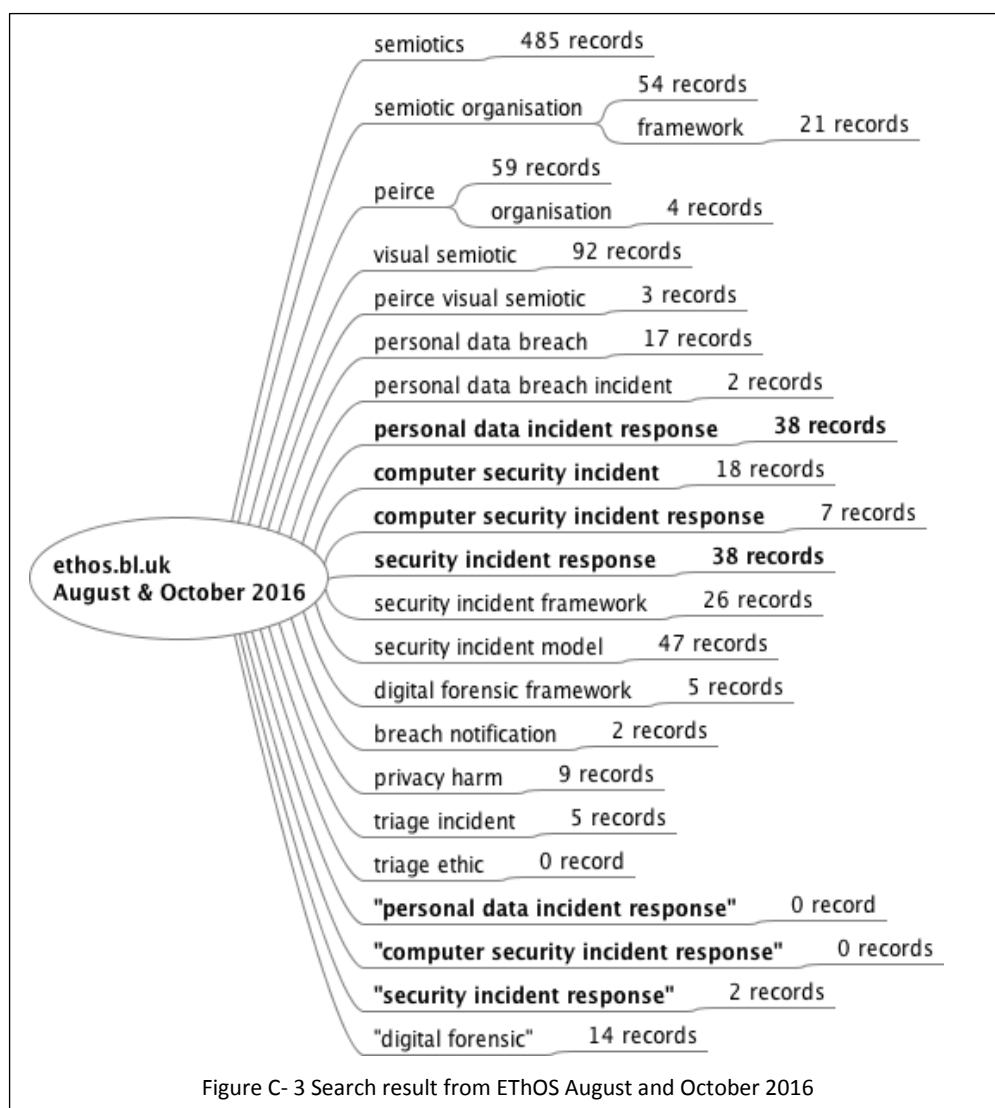 semiotics 485 records
semiotic organisation 54 records
framework 21 records
peirce 59 records
organisation 4 records
visual semiotic 92 records
peirce visual semiotic 3 records
personal data breach 17 records
personal data breach incident 2 records
personal data incident response 38 records
computer security incident 18 records
computer security incident response 7 records
security incident response 38 records
security incident framework 26 records
security incident model 47 records
digital forensic framework 5 records
breach notification 2 records
privacy harm 9 records
triage incident 5 records
triage ethic 0 record
"personal data incident response" 0 record
"computer security incident response" 0 records
"security incident response" 2 records
"digital forensic" 14 records
ethos.bl.uk
August & October 2016
Figure C- 3 Search result from EThOS August and October 2016